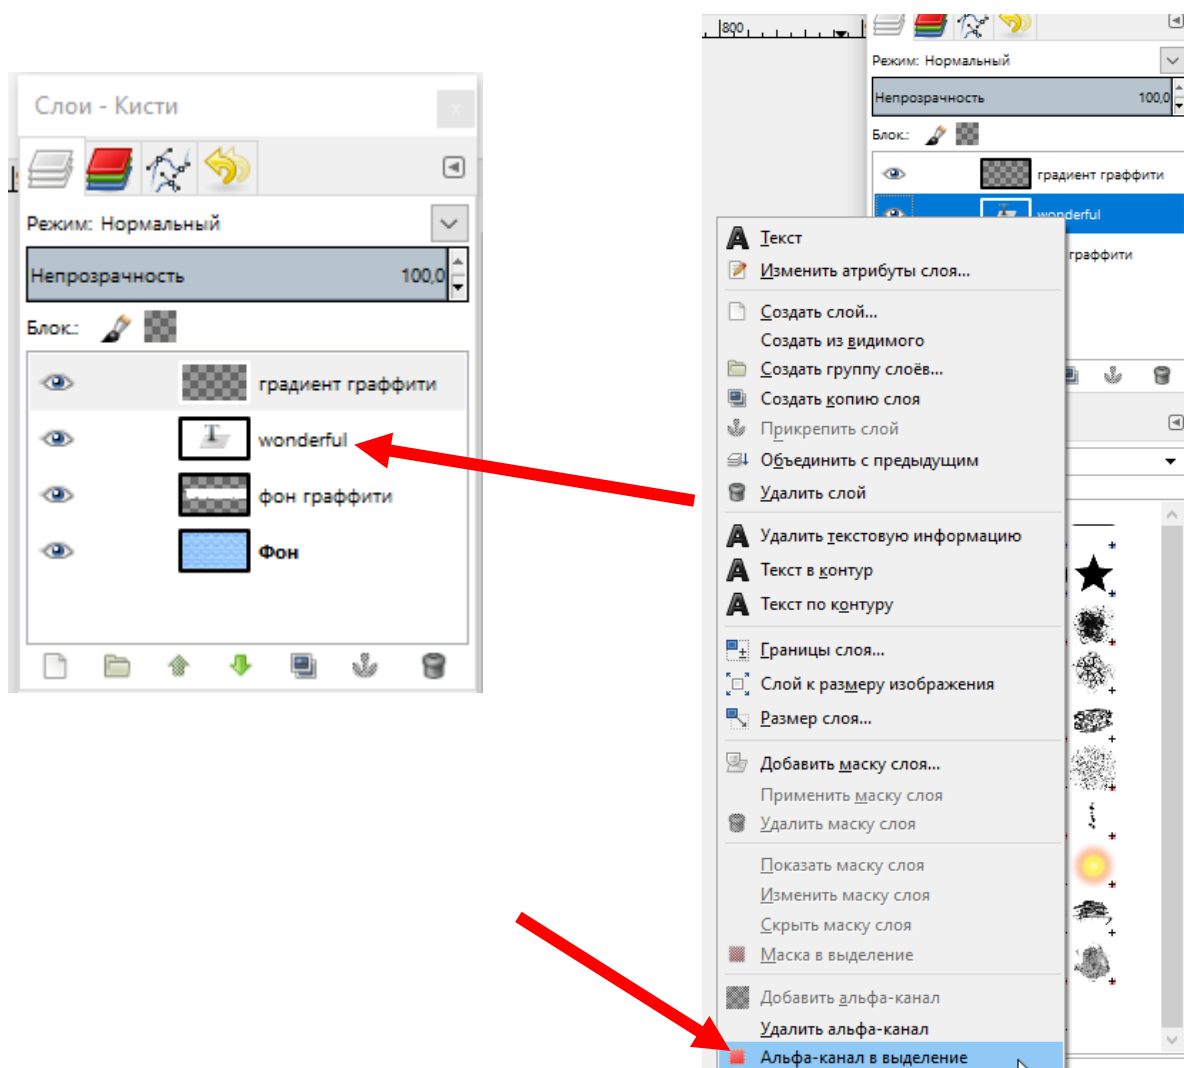 Слои - Кисти
Режим: Нормальный
Непрозрачность 100,0
Блок.:
градиент граффити
wonderful
фон граффити
Фон
800
Режим: Нормальный
Непрозрачность 100,0
Блок.:
градиент граффити
wonderful
граффити
Текст
Изменить атрибуты слоя...
Создать слой...
Создать из видимого
Создать группу слоёв...
Создать копию слоя
Прикрепить слой
Объединить с предыдущим
Удалить слой
Удалить текстовую информацию
Текст в контур
Текст по контуру
Границы слоя...
Слой к размеру изображения
Размер слоя...
Добавить маску слоя...
Применить маску слоя
Удалить маску слоя
Показать маску слоя
Изменить маску слоя
Скрыть маску слоя
Маска в выделение
Добавить альфа-канал
Удалить альфа-канал
Альфа-канал в выделение